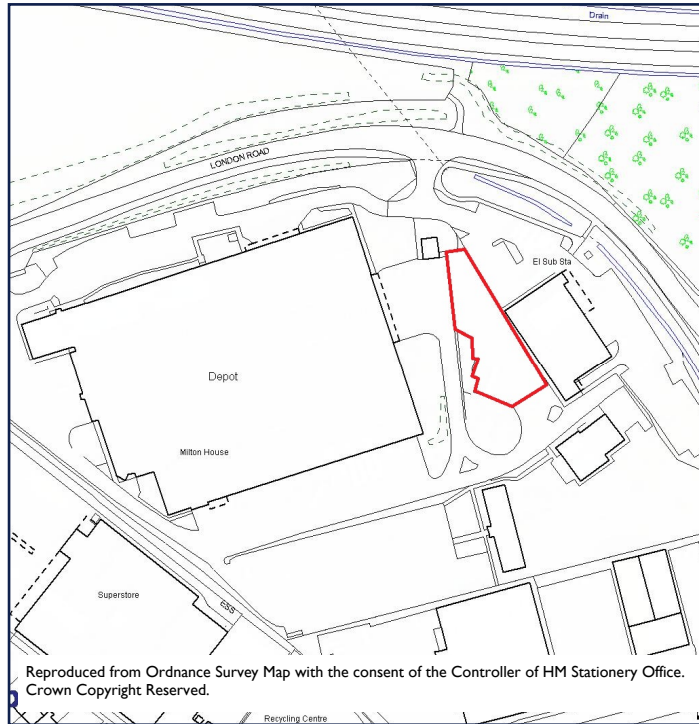 Drain
LONDON ROAD
El Sub Sta
Depot
Milton House
Superstore
ESS
Reproduced from Ordnance Survey Map with the consent of the Controller of HM Stationery Office.
Crown Copyright Reserved.
Recycling Centre